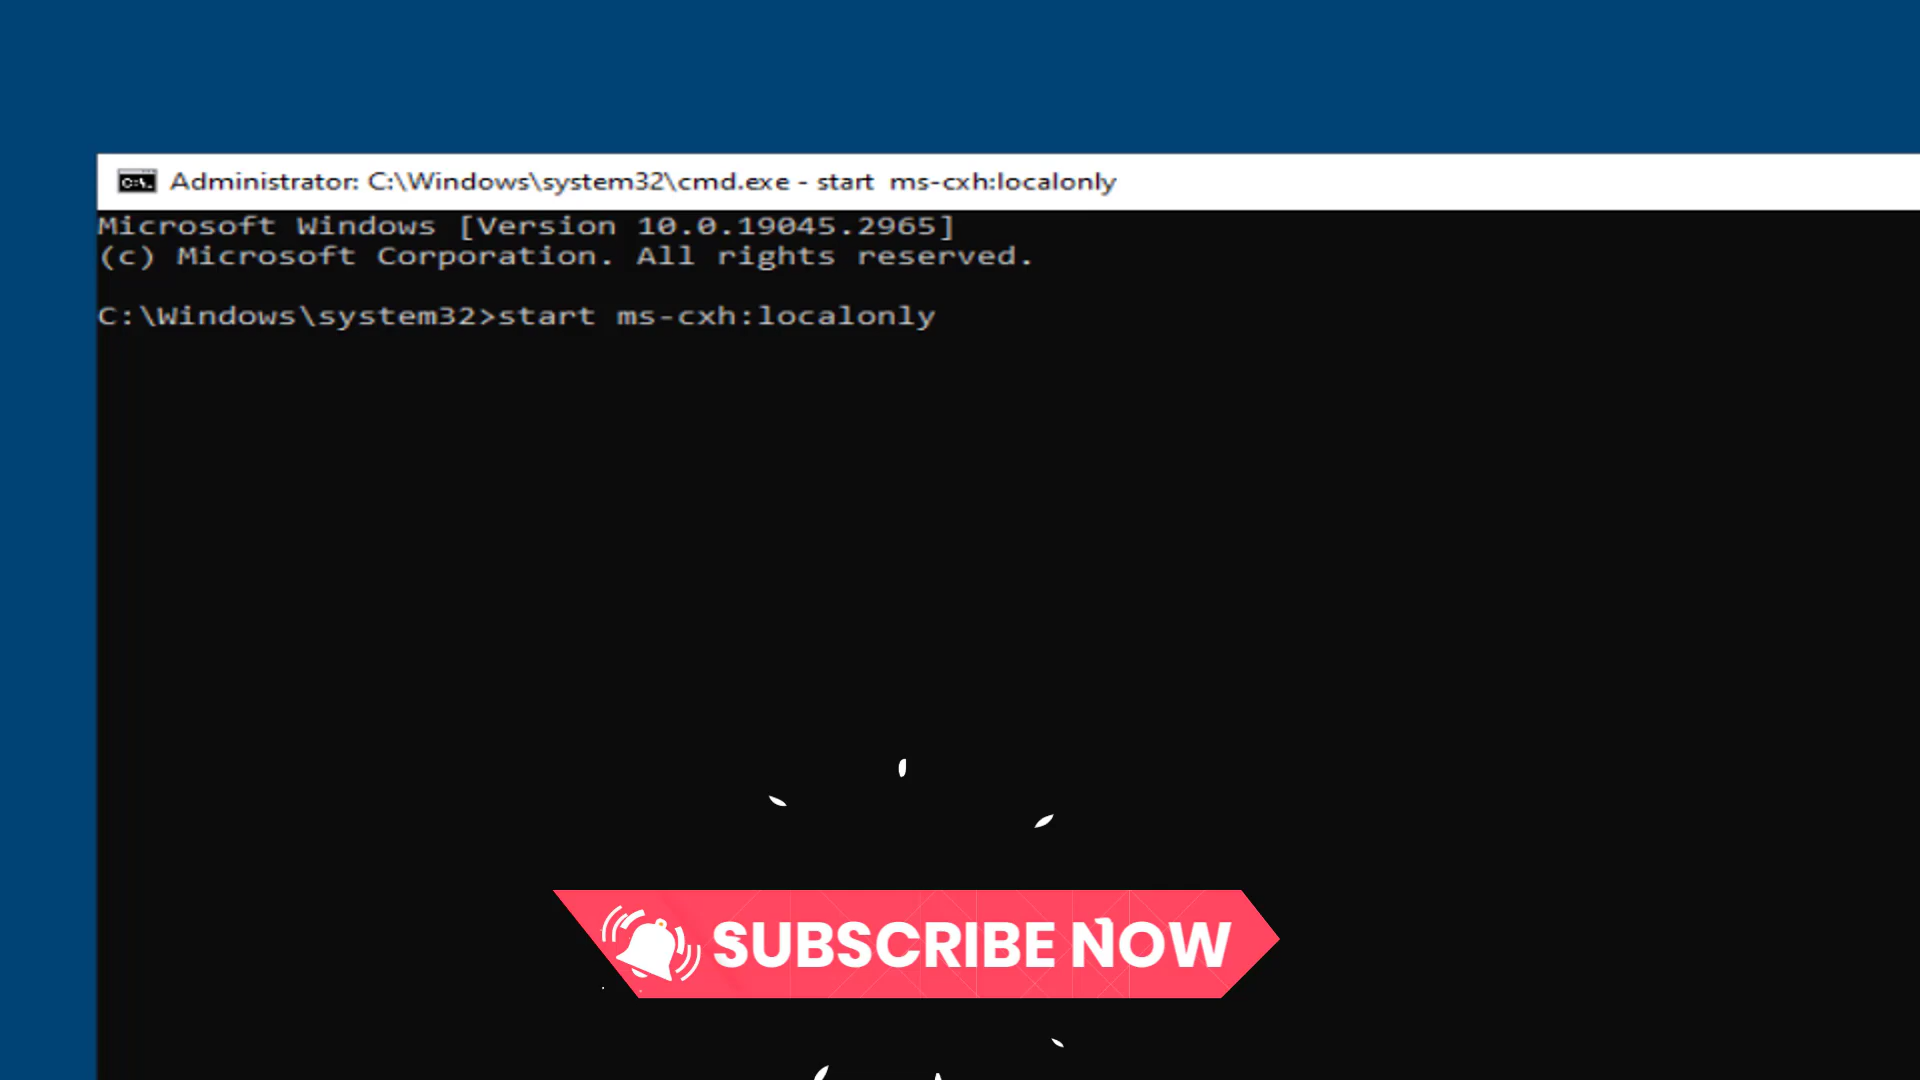 Administrator: C:\Windows\system32\cmd.exe - start  ms-cxh:localonly
Microsoft Windows [Version 10.0.19045.2965]
(c) Microsoft Corporation. All rights reserved.
C:\Windows\system32>start ms-cxh:localonly
SUBSCRIBE NOW